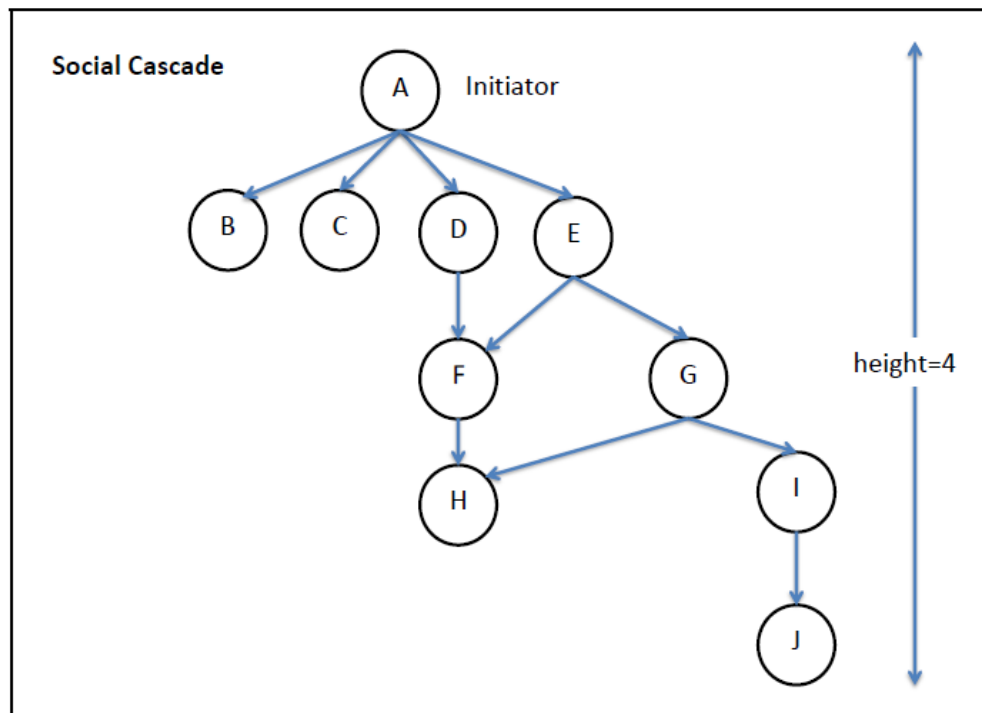 Social Cascade
A Initiator
B C D E
F G
height=4
H I
J